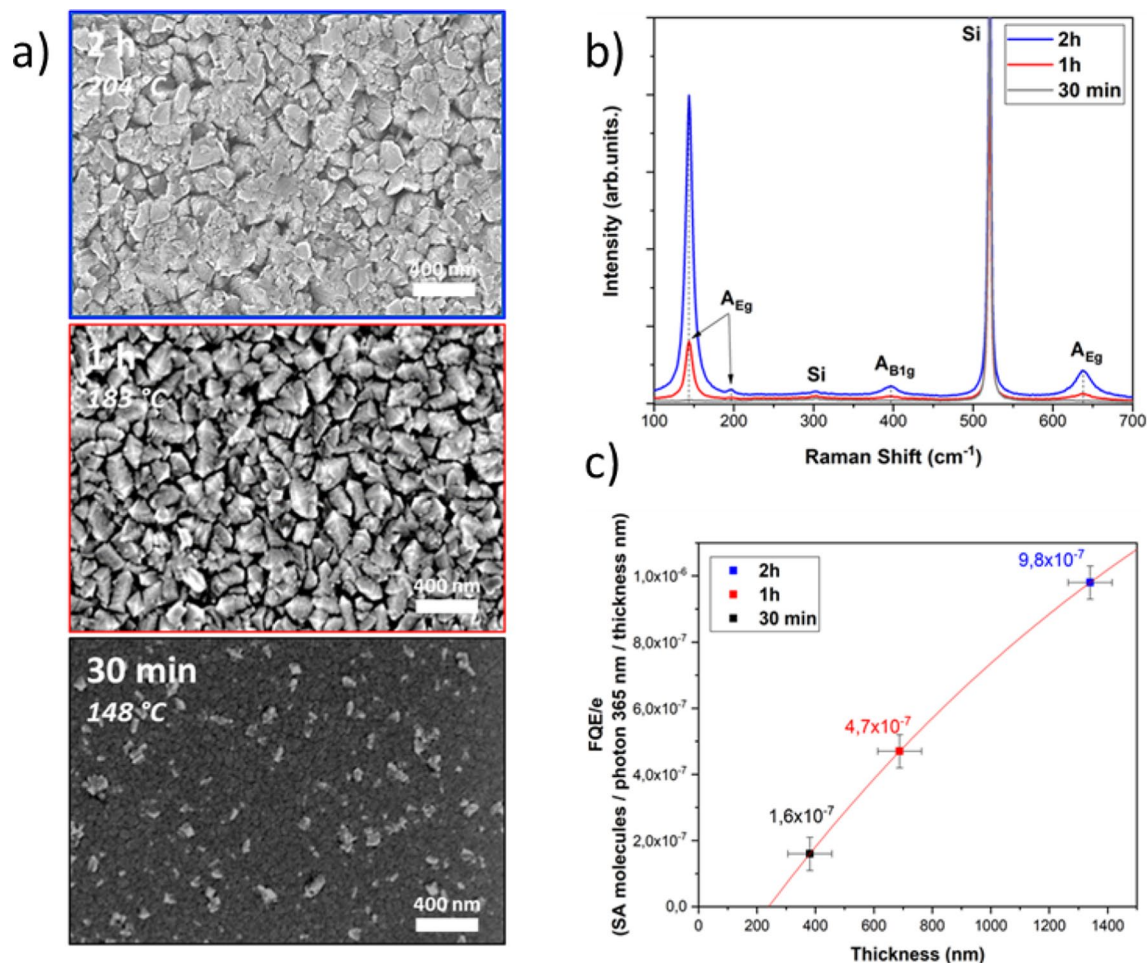 a)
2 h
204 °C
400 nm
1 h
183 °C
400 nm
30 min
148 °C
400 nm
b)
Intensity (arb.units.)
Si
2h
1h
30 min
A_Eg
Si
A_B1g
A_Eg
100 200 300 400 500 600 700
Raman Shift (cm⁻¹)
c)
FQE/e
(SA molecules / photon 365 nm / thickness nm)
1,0x10⁻⁶
8,0x10⁻⁷
6,0x10⁻⁷
4,0x10⁻⁷
2,0x10⁻⁷
0,0
2h
1h
30 min
9,8x10⁻⁷
4,7x10⁻⁷
1,6x10⁻⁷
0 200 400 600 800 1000 1200 1400
Thickness (nm)